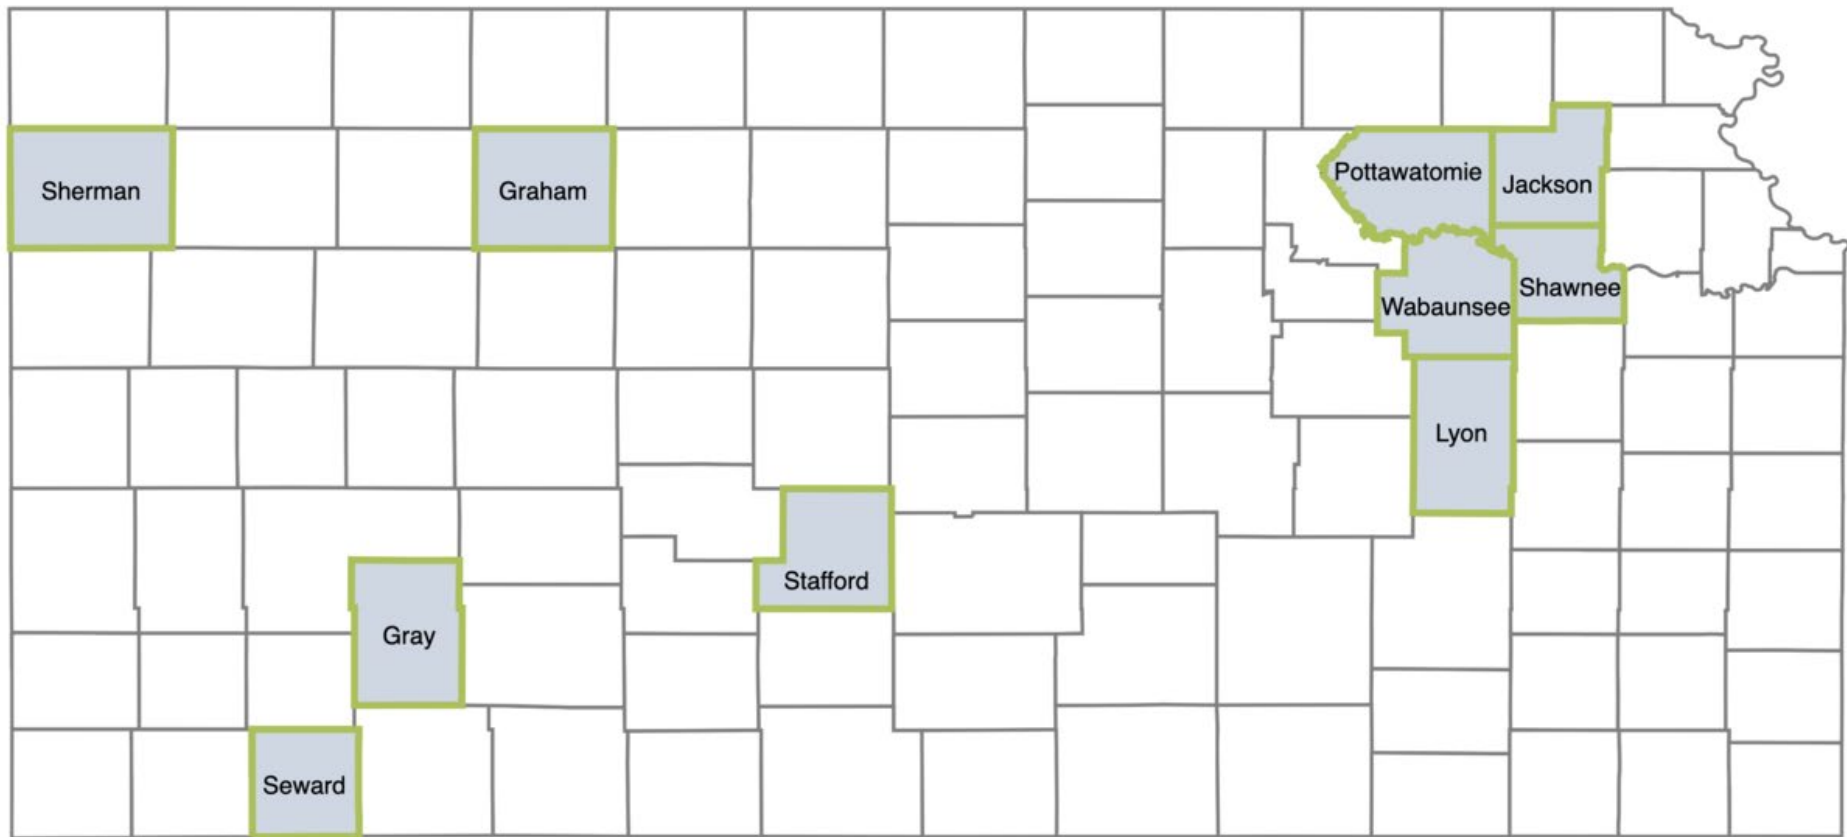 Pottawatomie
Jackson
Sherman
Graham
Shawnee
Wabaunsee
Lyon
Stafford
Gray
Seward